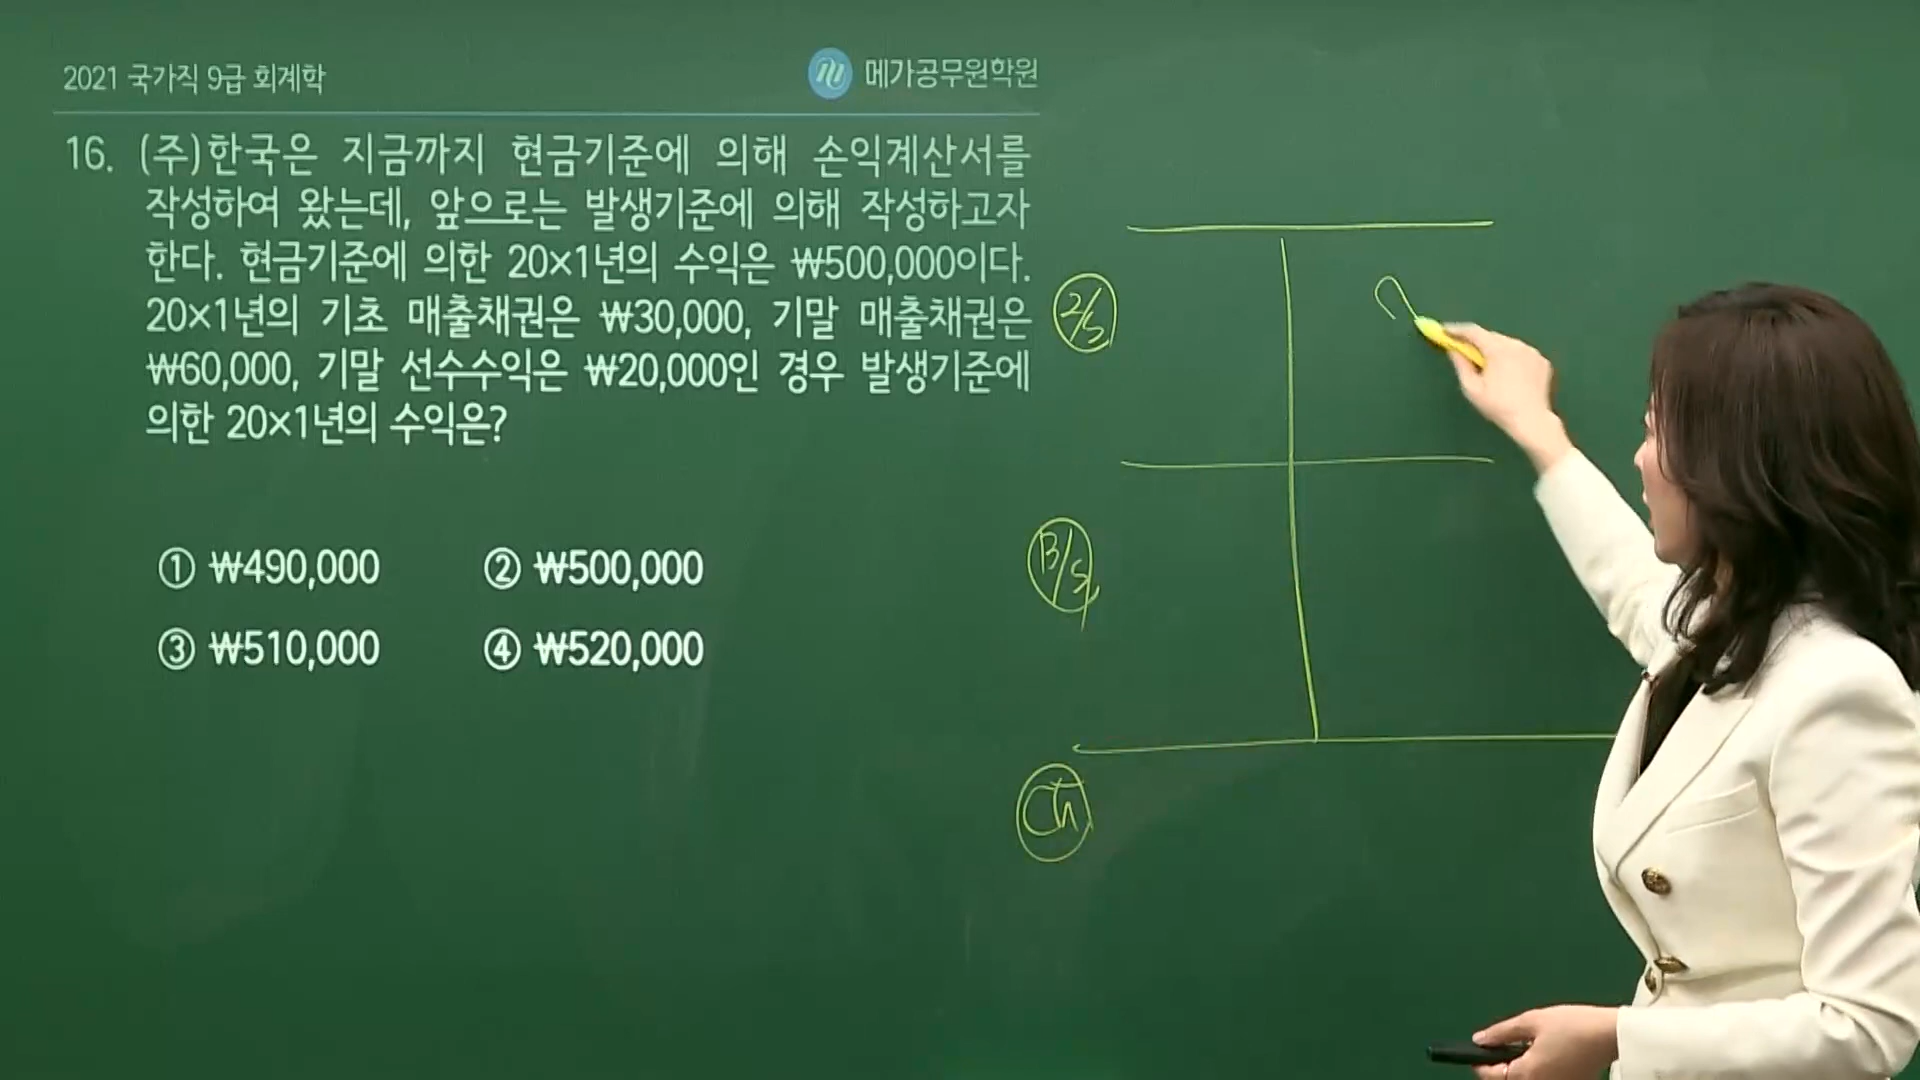 2021 국가직 9급 회계학
메가공무원학원
16. (주)한국은 지금까지 현금기준에 의해 손익계산서를
작성하여 왔는데, 앞으로는 발생기준에 의해 작성하고자
한다. 현금기준에 의한 20×1년의 수익은 ₩500,000이다.
20×1년의 기초 매출채권은 ₩30,000, 기말 매출채권은
₩60,000, 기말 선수수익은 ₩20,000인 경우 발생기준에
의한 20×1년의 수익은?
① ₩490,000 ② ₩500,000
③ ₩510,000 ④ ₩520,000
B/S